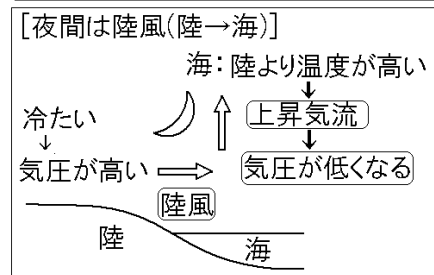 [夜間は陸風(陸→海)]
海：陸より温度が高い
↓
上昇気流
冷たい
↓
↓
気圧が高い ⇨ 気圧が低くなる
陸風
陸
海